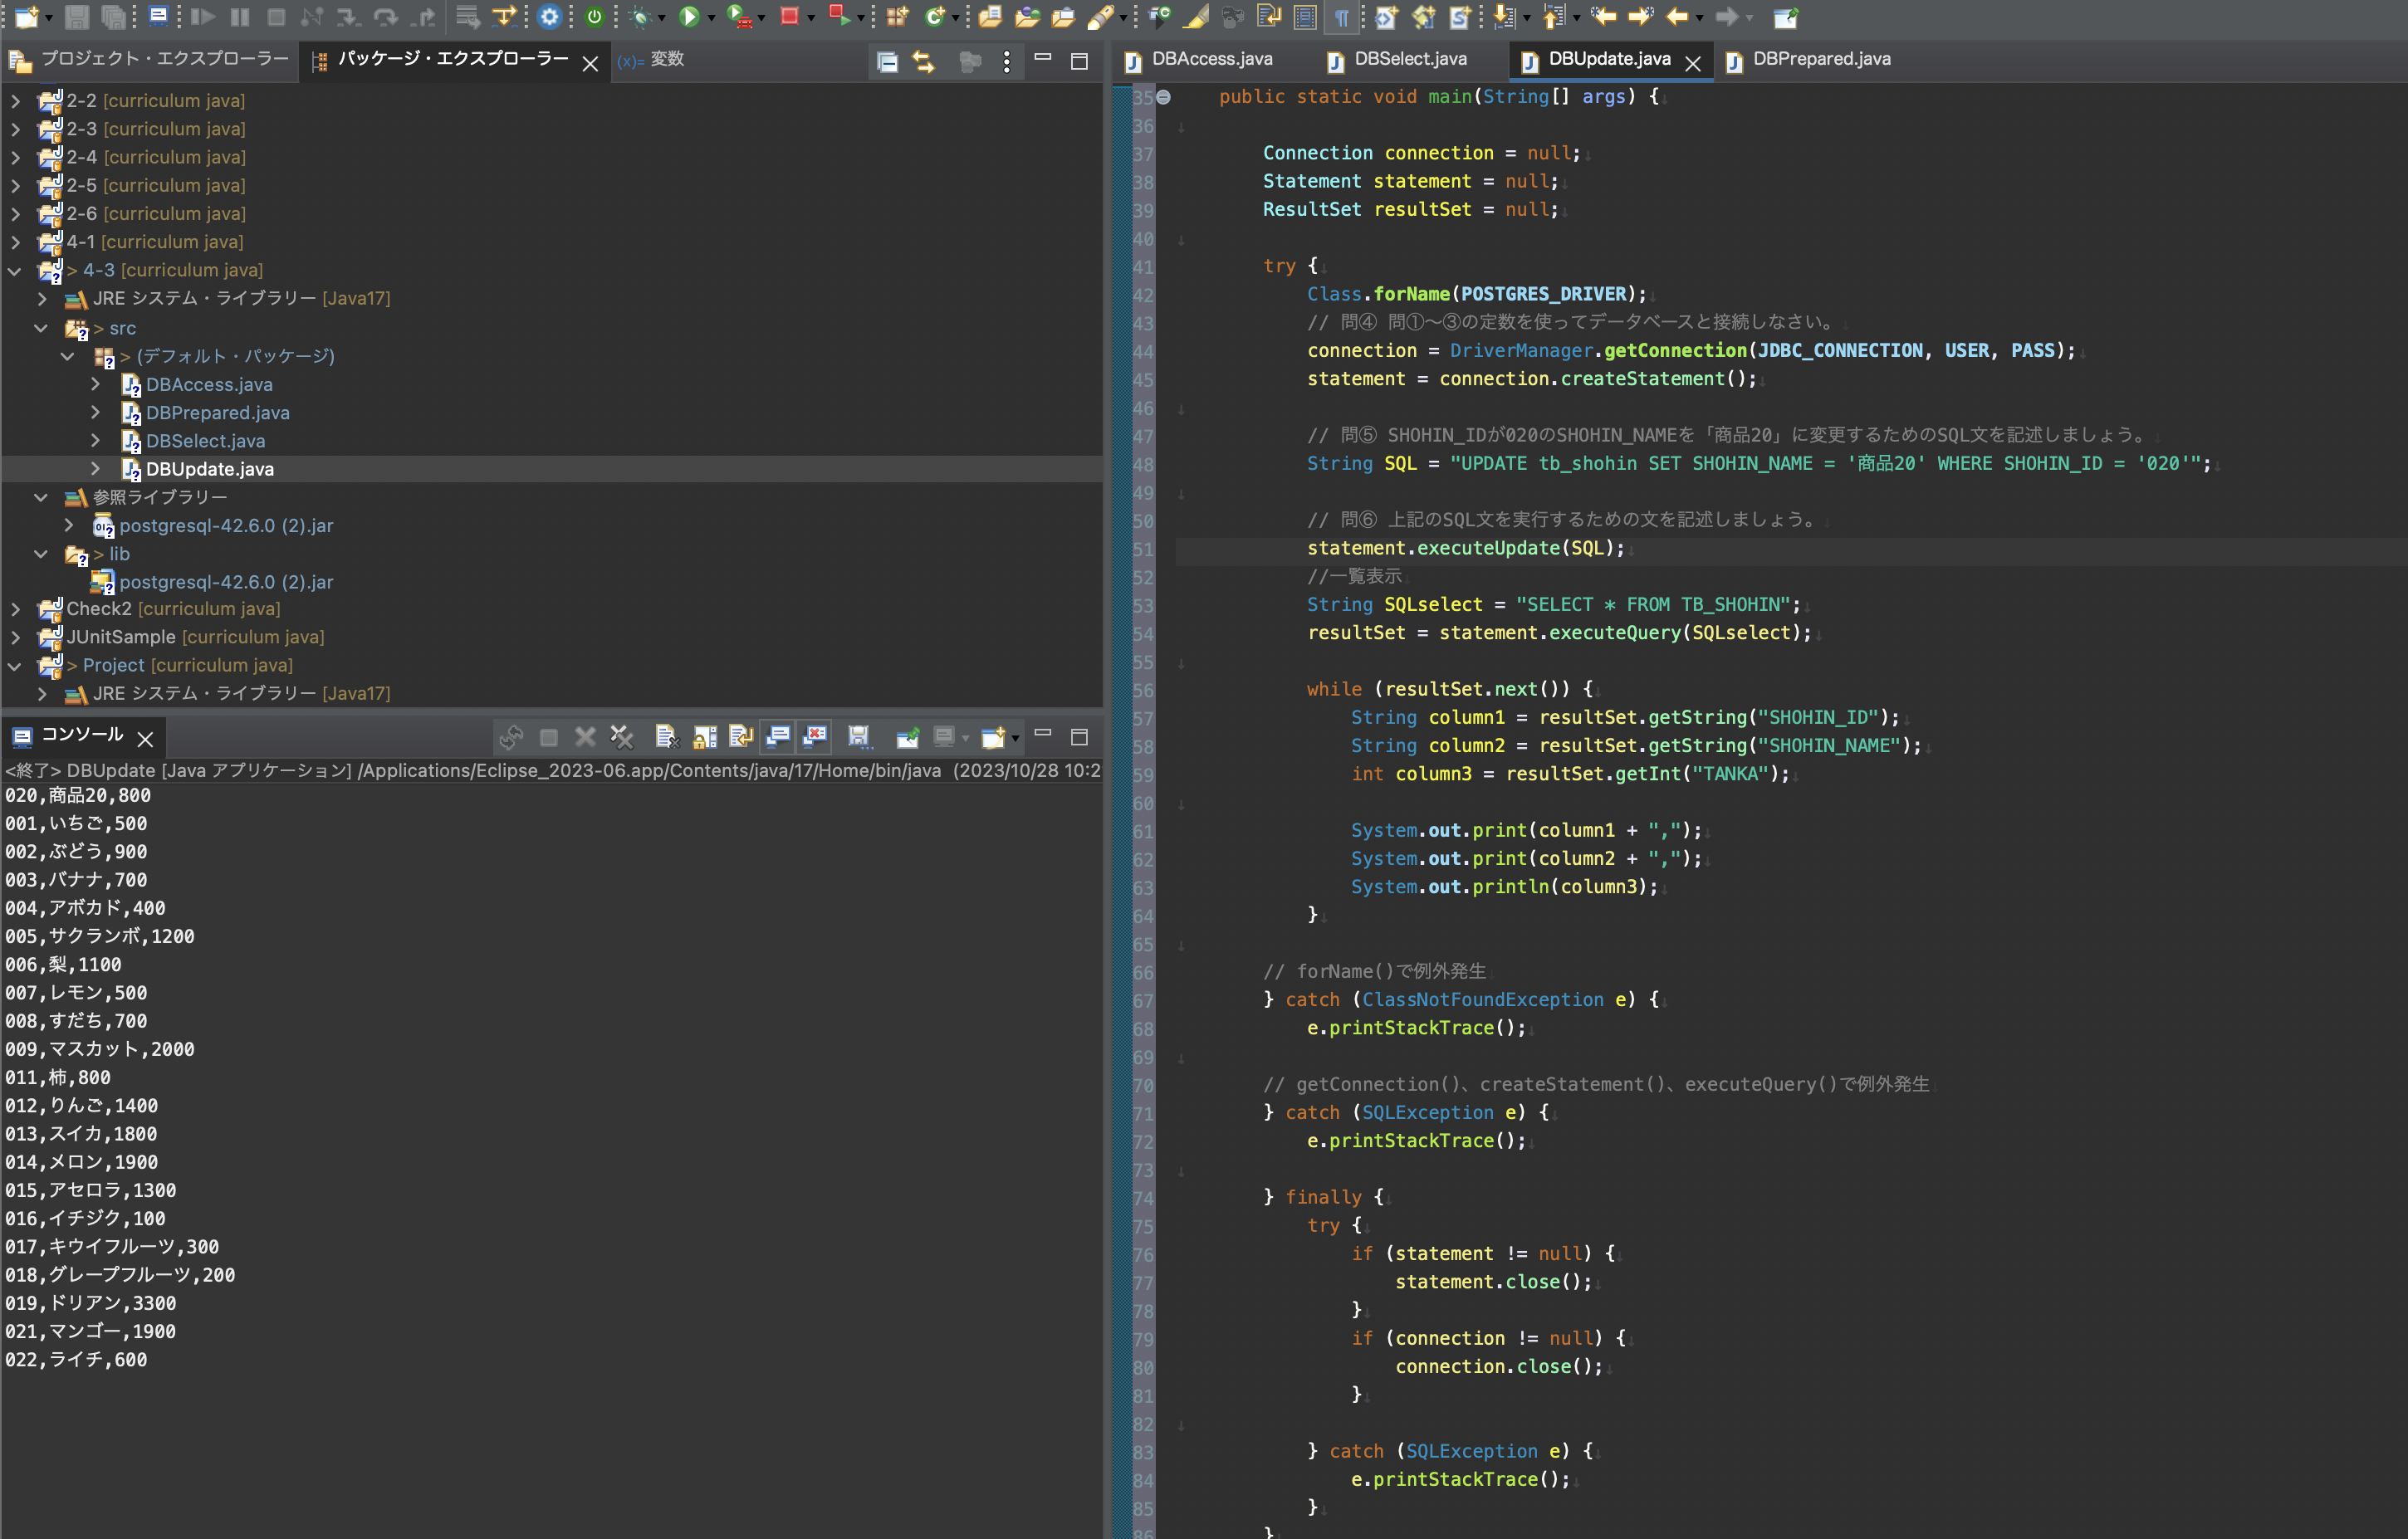 プロジェクト・エクスプローラー
パッケージ・エクスプローラー
(x)= 変数
2-2 [curriculum java]
2-3 [curriculum java]
2-4 [curriculum java]
2-5 [curriculum java]
2-6 [curriculum java]
4-1 [curriculum java]
> 4-3 [curriculum java]
JRE システム・ライブラリー [Java17]
> src
> (デフォルト・パッケージ)
DBAccess.java
DBPrepared.java
DBSelect.java
DBUpdate.java
参照ライブラリー
postgresql-42.6.0 (2).jar
> lib
postgresql-42.6.0 (2).jar
Check2 [curriculum java]
JUnitSample [curriculum java]
> Project [curriculum java]
JRE システム・ライブラリー [Java17]
コンソール
<終了> DBUpdate [Java アプリケーション] /Applications/Eclipse_2023-06.app/Contents/java/17/Home/bin/java (2023/10/28 10:2
020,商品20,800
001,いちご,500
002,ぶどう,900
003,バナナ,700
004,アボカド,400
005,サクランボ,1200
006,梨,1100
007,レモン,500
008,すだち,700
009,マスカット,2000
011,柿,800
012,りんご,1400
013,スイカ,1800
014,メロン,1900
015,アセロラ,1300
016,イチジク,100
017,キウイフルーツ,300
018,グレープフルーツ,200
019,ドリアン,3300
021,マンゴー,1900
022,ライチ,600
DBAccess.java
DBSelect.java
DBUpdate.java
DBPrepared.java
35 public static void main(String[] args) {
36
37 Connection connection = null;
38 Statement statement = null;
39 ResultSet resultSet = null;
40
41 try {
42 Class.forName(POSTGRES_DRIVER);
43 // 問④ 問①〜③の定数を使ってデータベースと接続しなさい。
44 connection = DriverManager.getConnection(JDBC_CONNECTION, USER, PASS);
45 statement = connection.createStatement();
46
47 // 問⑤ SHOHIN_IDが020のSHOHIN_NAMEを「商品20」に変更するためのSQL文を記述しましょう。
48 String SQL = "UPDATE tb_shohin SET SHOHIN_NAME = '商品20' WHERE SHOHIN_ID = '020'";
49
50 // 問⑥ 上記のSQL文を実行するための文を記述しましょう。
51 statement.executeUpdate(SQL);
52 //一覧表示
53 String SQLselect = "SELECT * FROM TB_SHOHIN";
54 resultSet = statement.executeQuery(SQLselect);
55
56 while (resultSet.next()) {
57 String column1 = resultSet.getString("SHOHIN_ID");
58 String column2 = resultSet.getString("SHOHIN_NAME");
59 int column3 = resultSet.getInt("TANKA");
60
61 System.out.print(column1 + ",");
62 System.out.print(column2 + ",");
63 System.out.println(column3);
64 }
65
66 // forName()で例外発生
67 } catch (ClassNotFoundException e) {
68 e.printStackTrace();
69
70 // getConnection()、createStatement()、executeQuery()で例外発生
71 } catch (SQLException e) {
72 e.printStackTrace();
73
74 } finally {
75 try {
76 if (statement != null) {
77 statement.close();
78 }
79 if (connection != null) {
80 connection.close();
81 }
82
83 } catch (SQLException e) {
84 e.printStackTrace();
85 }
86 }